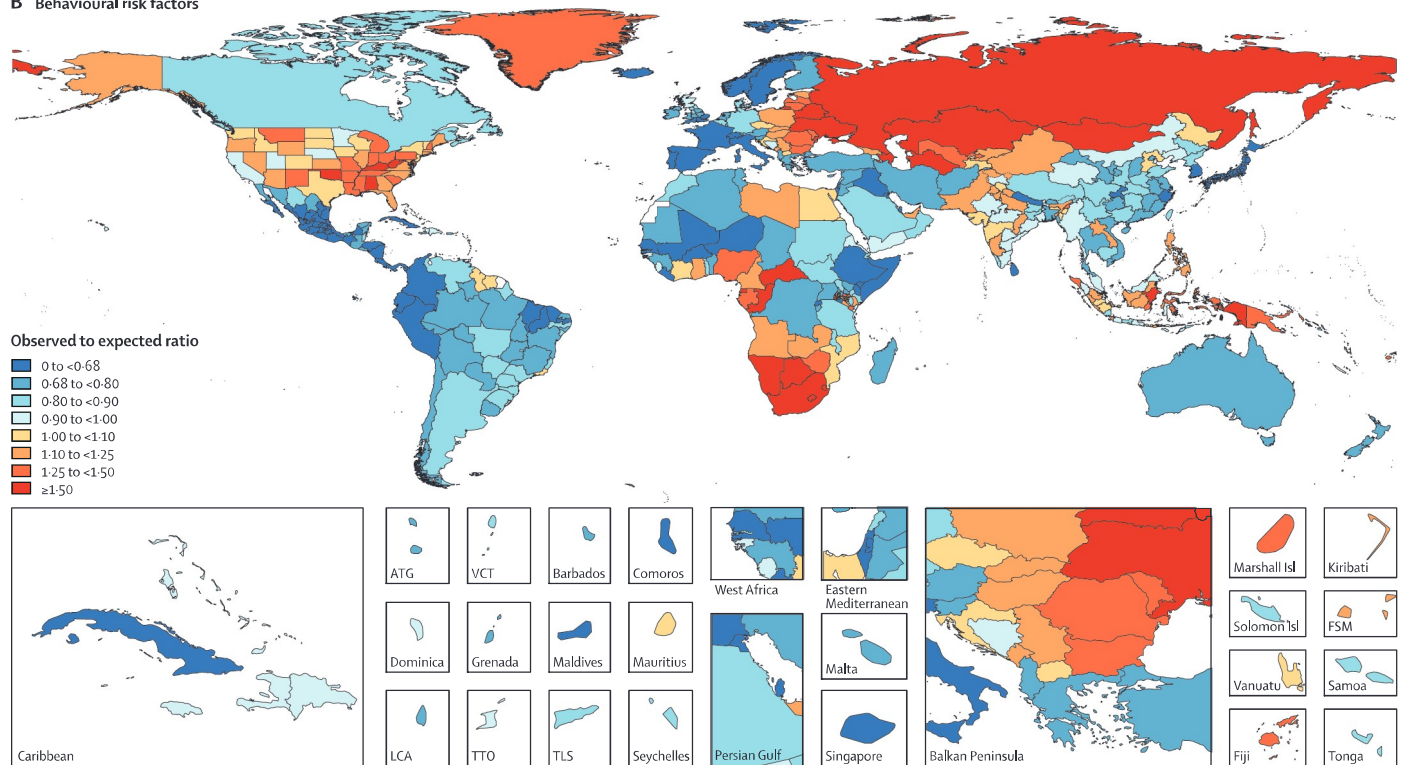 B Behavioural risk factors
Observed to expected ratio
0 to <0·68
0·68 to <0·80
0·80 to <0·90
0·90 to <1·00
1·00 to <1·10
1·10 to <1·25
1·25 to <1·50
≥1·50
Caribbean
ATG
VCT
Barbados
Comoros
Dominica
Grenada
Maldives
Mauritius
LCA
TTO
TLS
Seychelles
West Africa
Eastern
Mediterranean
Persian Gulf
Malta
Singapore
Balkan Peninsula
Marshall Isl
Kiribati
Solomon Isl
FSM
Vanuatu
Samoa
Fiji
Tonga